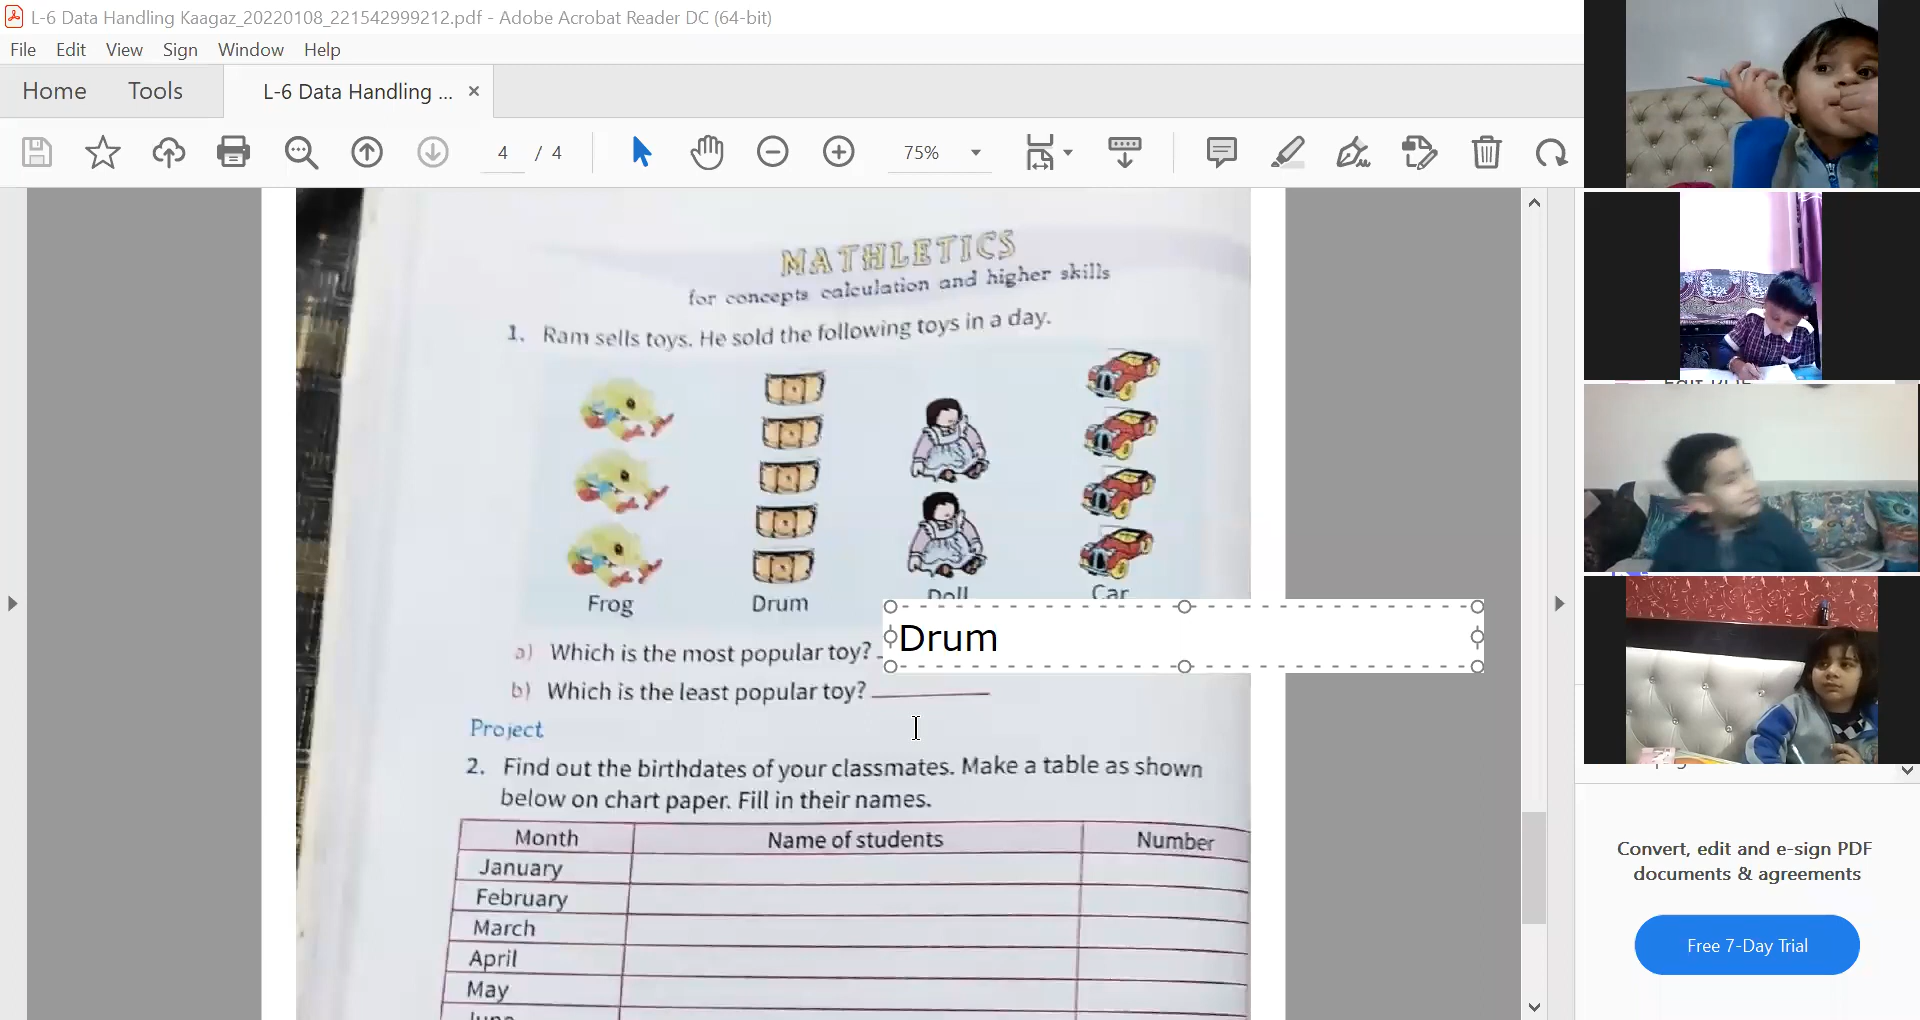 L-6 Data Handling Kaagaz_20220108_221542999212.pdf - Adobe Acrobat Reader DC (64-bit)
File Edit View Sign Window Help
Home Tools L-6 Data Handling ... ×
4 / 4 75%
MATHLETICS
for concepts calculation and higher skills
1. Ram sells toys. He sold the following toys in a day.
Frog Drum Doll Car
Drum
a) Which is the most popular toy?
b) Which is the least popular toy?
Project
2. Find out the birthdates of your classmates. Make a table as shown
below on chart paper. Fill in their names.
Month Name of students Number
January
February
March
April
May
June
Convert, edit and e-sign PDF
documents & agreements
Free 7-Day Trial